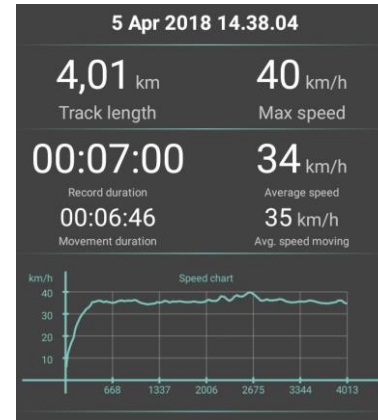 5 Apr 2018 14.38.04
4,01 km
40 km/h
Track length
Max speed
00:07:00
34 km/h
Record duration
Average speed
00:06:46
35 km/h
Movement duration
Avg. speed moving
km/h
Speed chart
40
30
20
10
668 1337 2006 2675 3344 4013